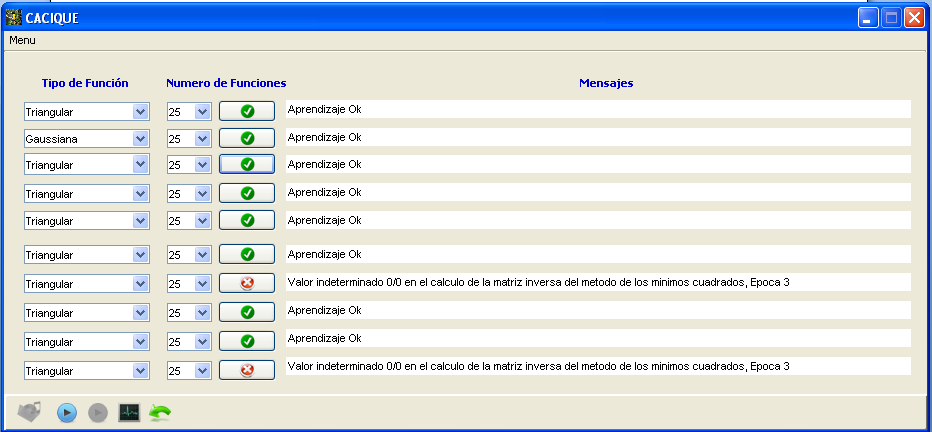 CACIQUE
Menu
Tipo de Función Numero de Funciones Mensajes
Triangular 25 Aprendizaje Ok
Gaussiana 25 Aprendizaje Ok
Triangular 25 Aprendizaje Ok
Triangular 25 Aprendizaje Ok
Triangular 25 Aprendizaje Ok
Triangular 25 Aprendizaje Ok
Triangular 25 Valor indeterminado 0/0 en el calculo de la matriz inversa del metodo de los minimos cuadrados, Epoca 3
Triangular 25 Aprendizaje Ok
Triangular 25 Aprendizaje Ok
Triangular 25 Valor indeterminado 0/0 en el calculo de la matriz inversa del metodo de los minimos cuadrados, Epoca 3